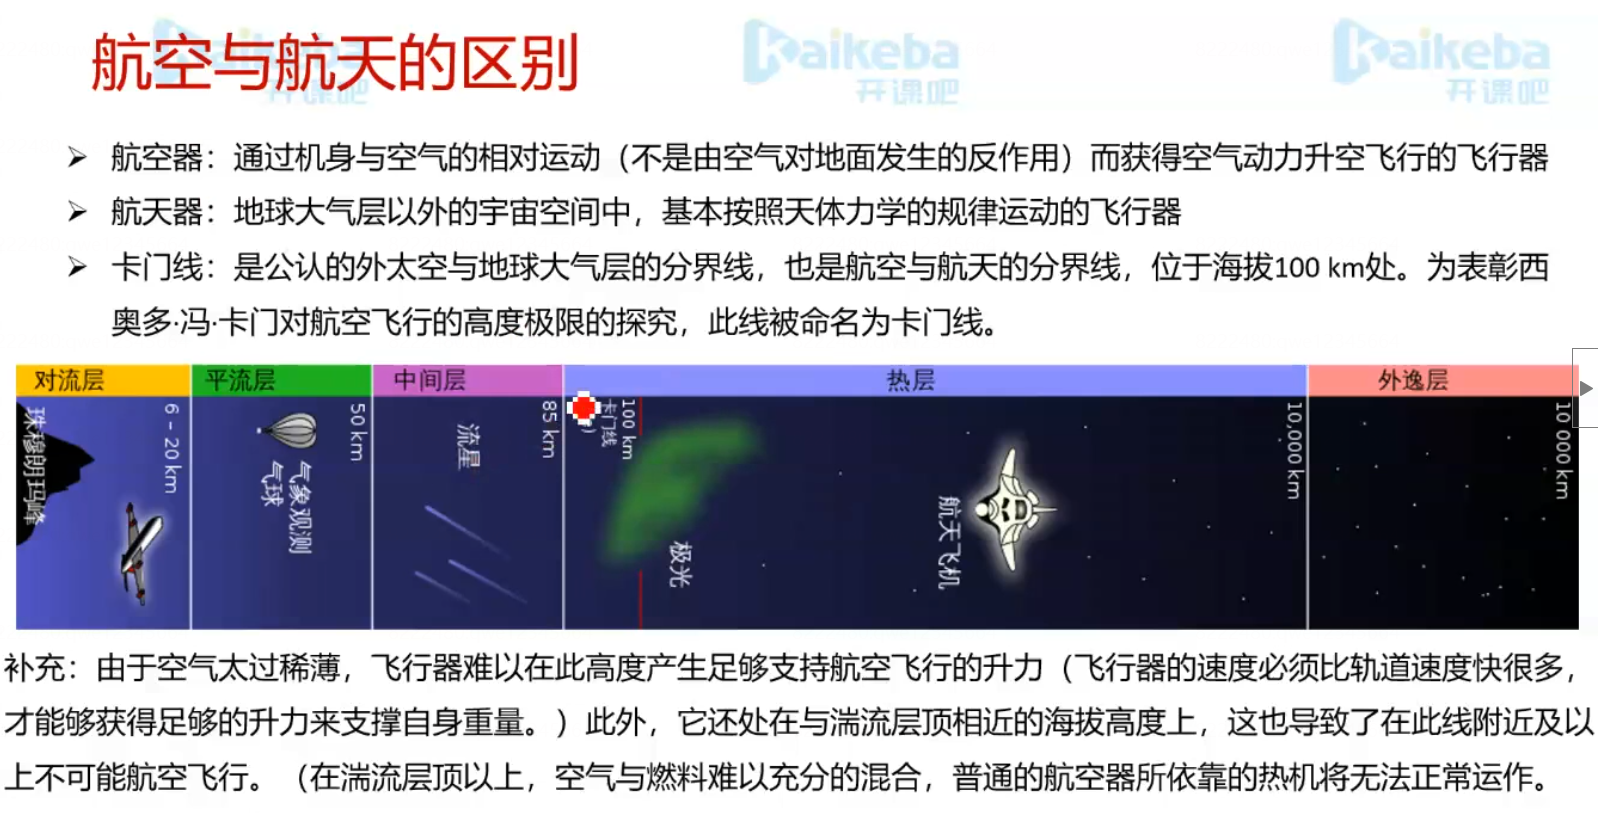 航空与航天的区别
Kaikeba
开课吧
Kaikeba
开课吧
Kaikeba
开课吧
➢ 航空器：通过机身与空气的相对运动（不是由空气对地面发生的反作用）而获得空气动力升空飞行的飞行器
➢ 航天器：地球大气层以外的宇宙空间中，基本按照天体力学的规律运动的飞行器
➢ 卡门线：是公认的外太空与地球大气层的分界线，也是航空与航天的分界线，位于海拔100 km处。为表彰西
奥多·冯·卡门对航空飞行的高度极限的探究，此线被命名为卡门线。
对流层 平流层 中间层 热层 外逸层
珠穆朗玛峰
6 – 20 km
气象观测
气球
50 km
流星
85 km
卡门线
100 km
极光
航天飞机
10,000 km
10 000 km
补充：由于空气太过稀薄，飞行器难以在此高度产生足够支持航空飞行的升力（飞行器的速度必须比轨道速度快很多，
才能够获得足够的升力来支撑自身重量。）此外，它还处在与湍流层顶相近的海拔高度上，这也导致了在此线附近及以
上不可能航空飞行。（在湍流层顶以上，空气与燃料难以充分的混合，普通的航空器所依靠的热机将无法正常运作。